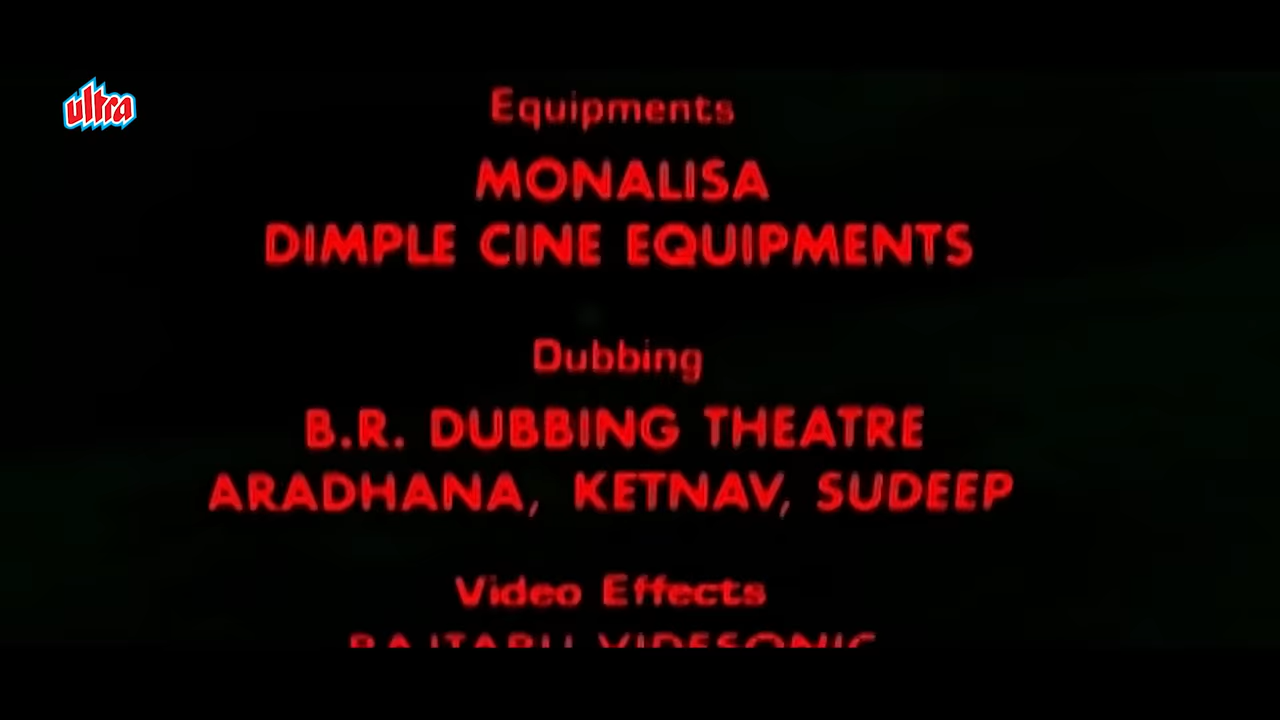 ultra
Equipments
MONALISA
DIMPLE CINE EQUIPMENTS
Dubbing
B.R. DUBBING THEATRE
ARADHANA, KETNAV, SUDEEP
Video Effects